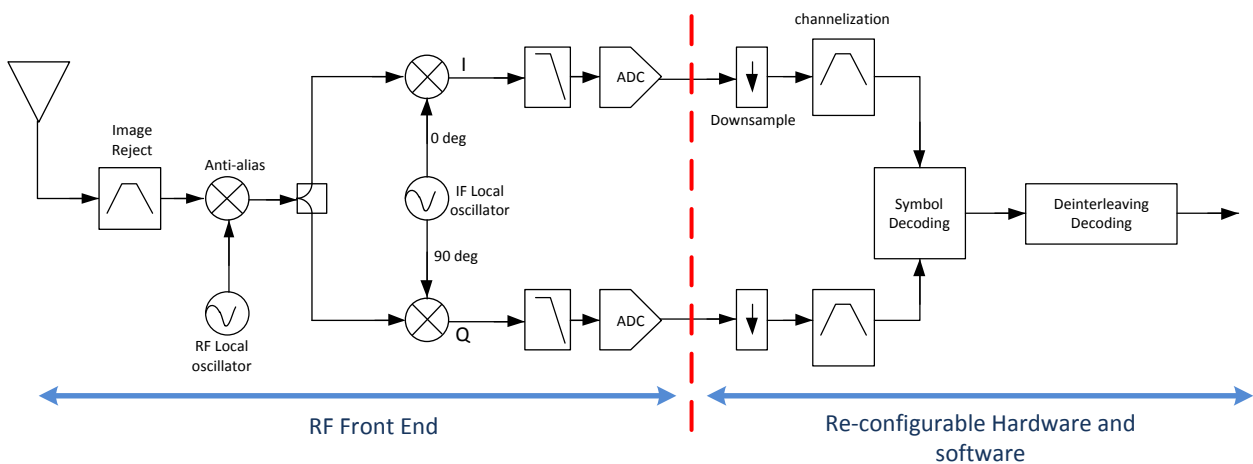 channelization
I
ADC
Downsample
Image
Reject
Anti-alias
0 deg
IF Local
oscillator
Symbol
Decoding
Deinterleaving
Decoding
90 deg
RF Local
oscillator
Q
ADC
RF Front End
Re-configurable Hardware and
software